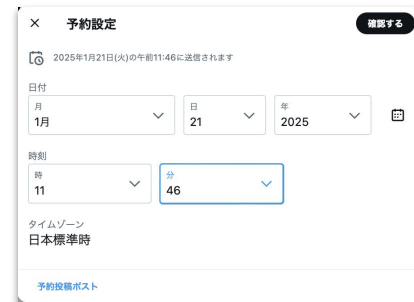 × 予約設定 確認する
2025年1月21日(火)の午前11:46に送信されます
日付
月 日 年
1月 21 2025
時刻
時 分
11 46
タイムゾーン
日本標準時
予約投稿ポスト